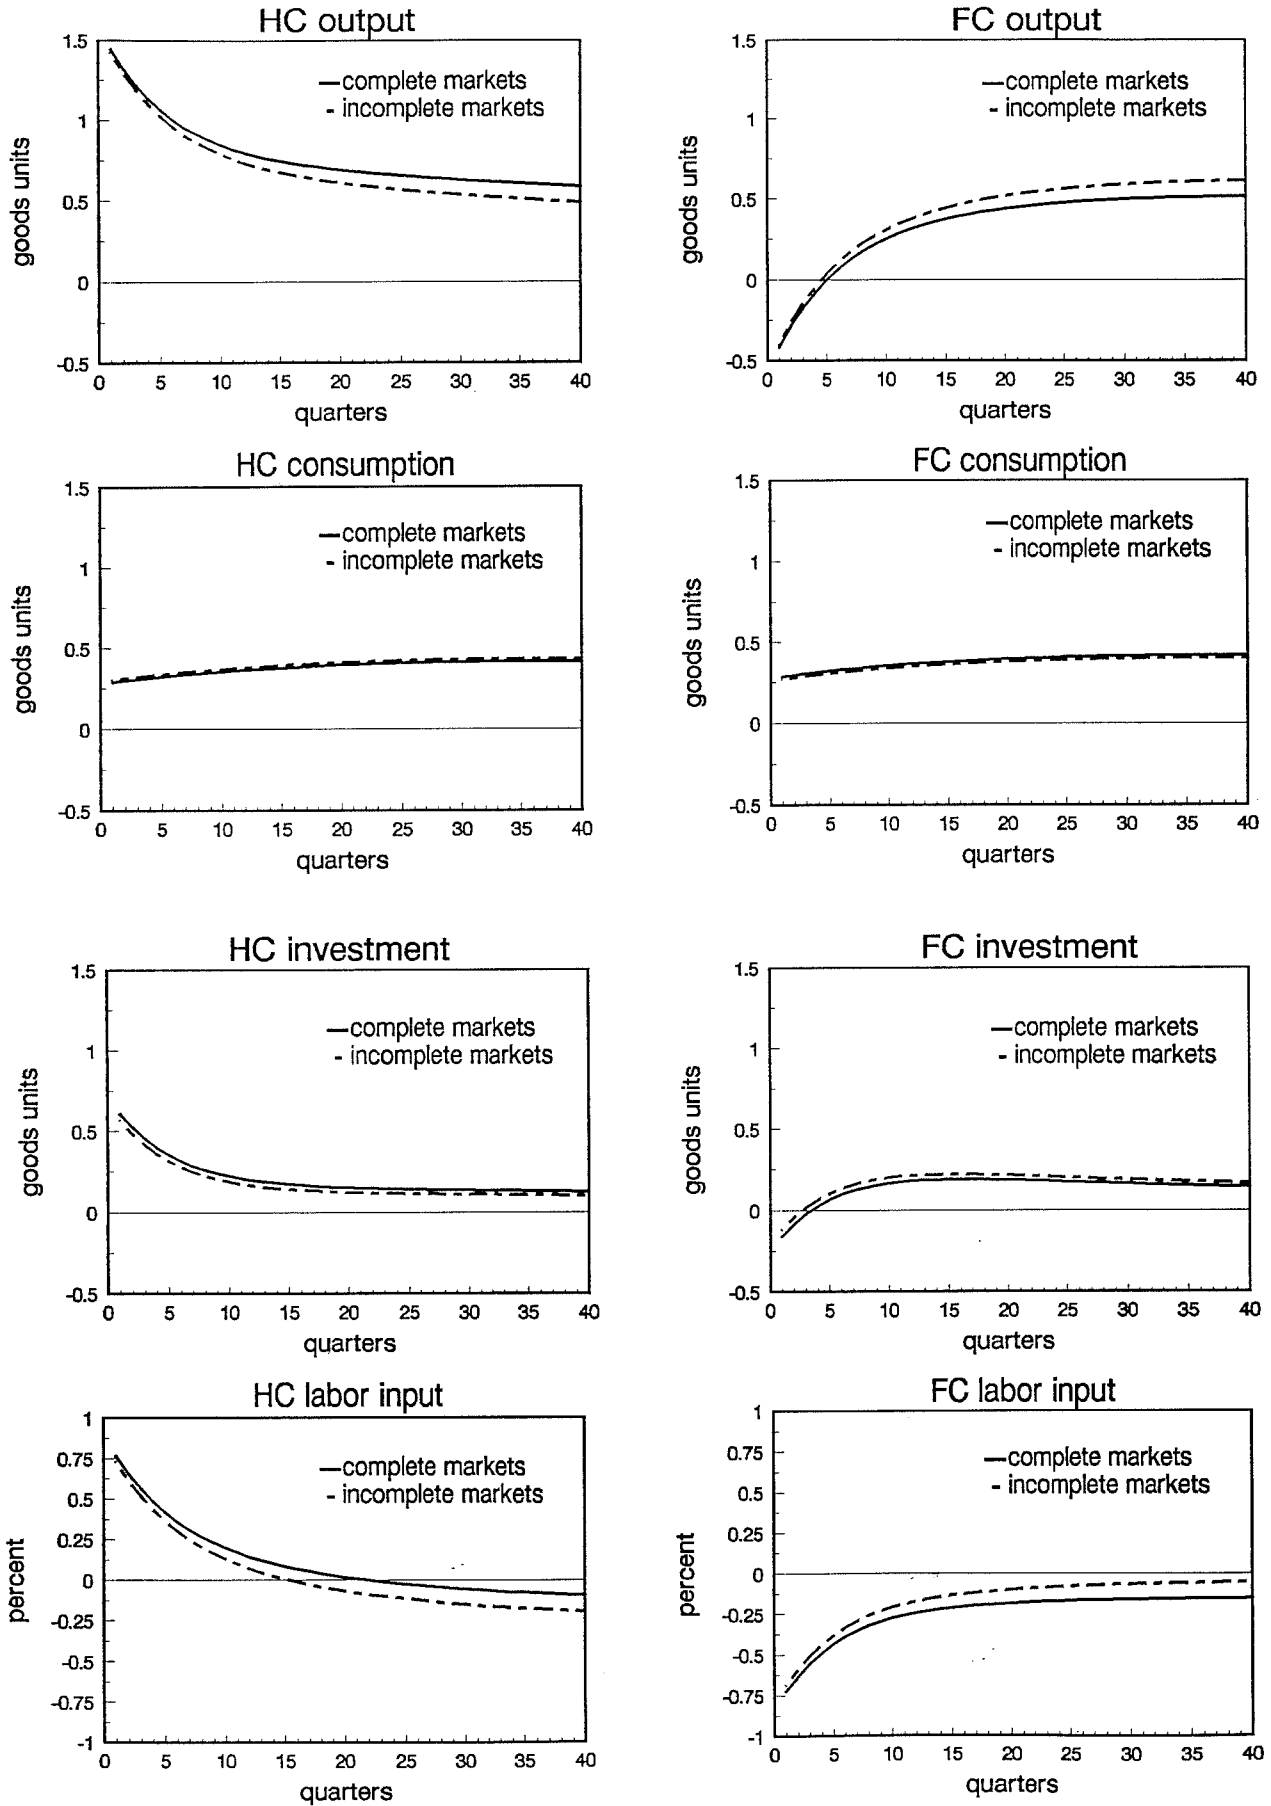 HC output
1.5
1
0.5
0
-0.5
goods units
complete markets
incomplete markets
0 5 10 15 20 25 30 35 40
quarters
FC output
1.5
1
0.5
0
-0.5
goods units
complete markets
incomplete markets
0 5 10 15 20 25 30 35 40
quarters
HC consumption
1.5
1
0.5
0
-0.5
goods units
complete markets
incomplete markets
0 5 10 15 20 25 30 35 40
quarters
FC consumption
1.5
1
0.5
0
-0.5
goods units
complete markets
incomplete markets
0 5 10 15 20 25 30 35 40
quarters
HC investment
1.5
1
0.5
0
-0.5
goods units
complete markets
incomplete markets
0 5 10 15 20 25 30 35 40
quarters
FC investment
1.5
1
0.5
0
-0.5
goods units
complete markets
incomplete markets
0 5 10 15 20 25 30 35 40
quarters
HC labor input
1
0.75
0.5
0.25
0
-0.25
-0.5
-0.75
-1
percent
complete markets
incomplete markets
0 5 10 15 20 25 30 35 40
quarters
FC labor input
1
0.75
0.5
0.25
0
-0.25
-0.5
-0.75
-1
percent
complete markets
incomplete markets
0 5 10 15 20 25 30 35 40
quarters